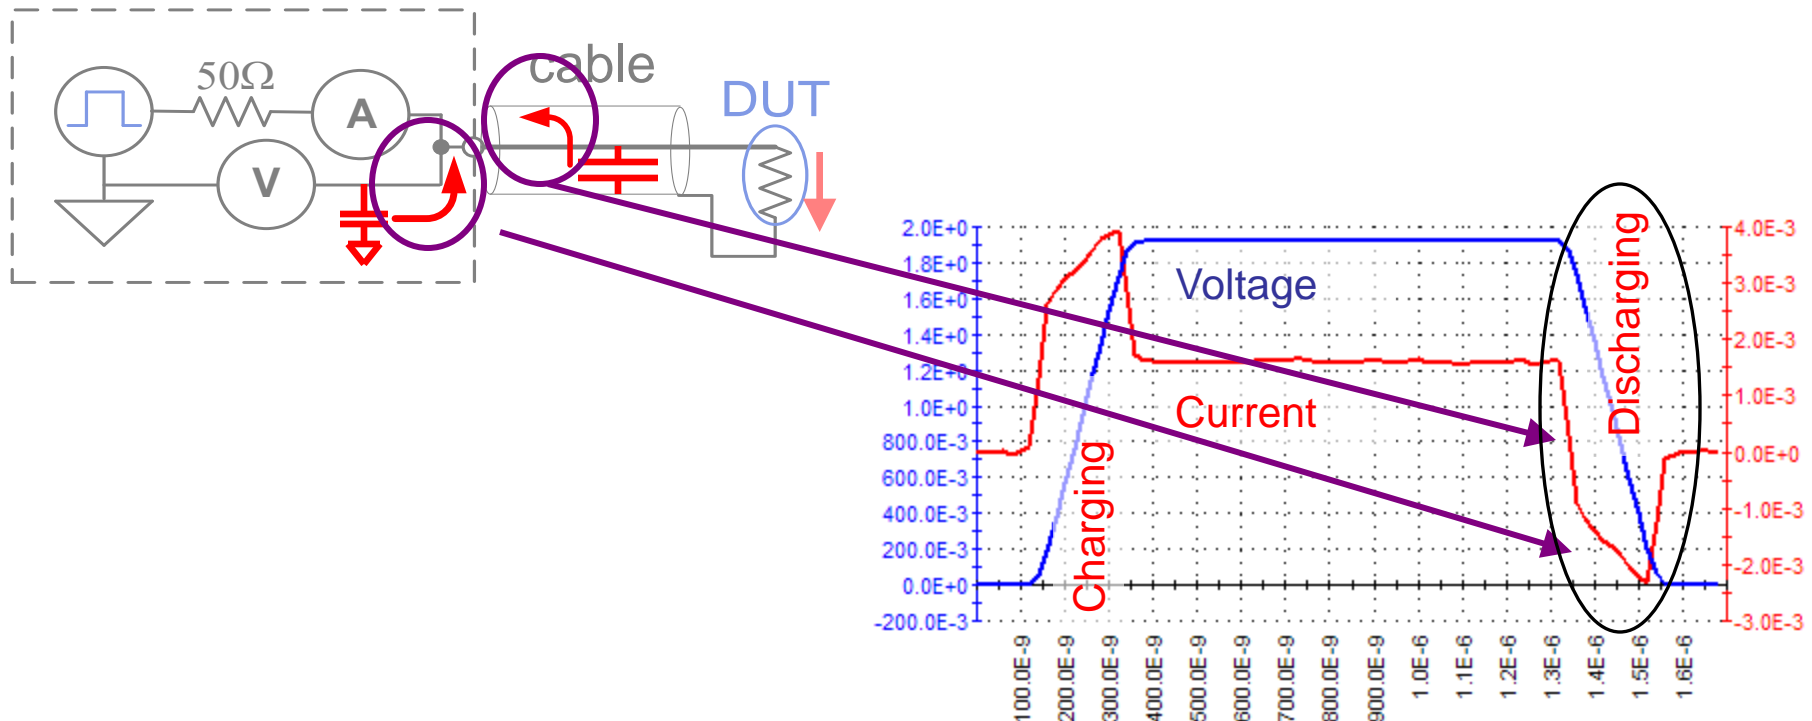 50Ω
A
V
cable
DUT
2.0E+0
1.8E+0
1.6E+0
1.4E+0
1.2E+0
1.0E+0
800.0E-3
600.0E-3
400.0E-3
200.0E-3
0.0E+0
-200.0E-3
Voltage
Current
Charging
Discharging
4.0E-3
3.0E-3
2.0E-3
1.0E-3
0.0E+0
-1.0E-3
-2.0E-3
-3.0E-3
100.0E-9
200.0E-9
300.0E-9
400.0E-9
500.0E-9
600.0E-9
700.0E-9
800.0E-9
900.0E-9
1.0E-6
1.1E-6
1.2E-6
1.3E-6
1.4E-6
1.5E-6
1.6E-6